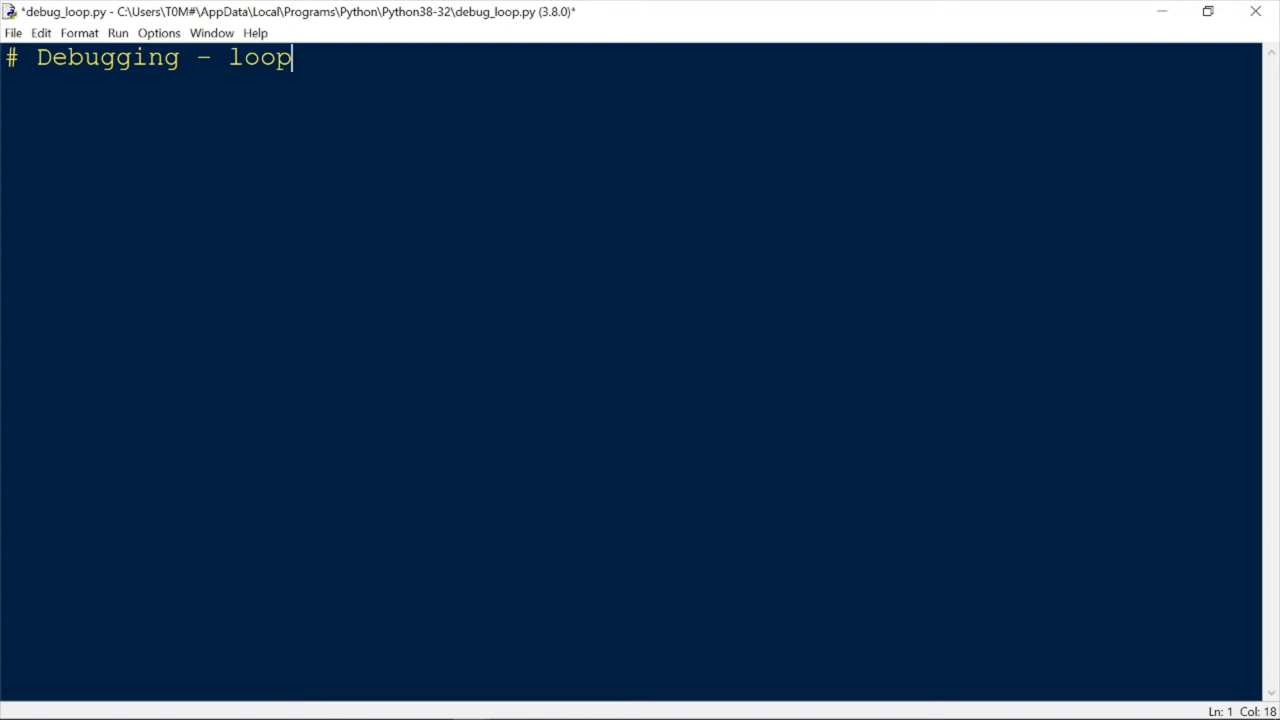 *debug_loop.py - C:\Users\T0M#\AppData\Local\Programs\Python\Python38-32\debug_loop.py (3.8.0)*
File Edit Format Run Options Window Help
# Debugging - loop
Ln: 1 Col: 18